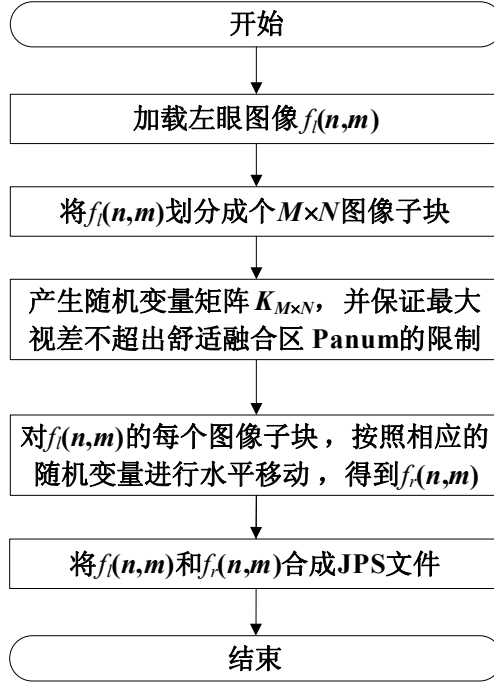 开始
加载左眼图像 fl(n,m)
将fl(n,m)划分成个 M×N图像子块
产生随机变量矩阵 KM×N，并保证最大
视差不超出舒适融合区 Panum的限制
对fl(n,m)的每个图像子块，按照相应的
随机变量进行水平移动，得到fr(n,m)
将fl(n,m)和fr(n,m)合成JPS文件
结束